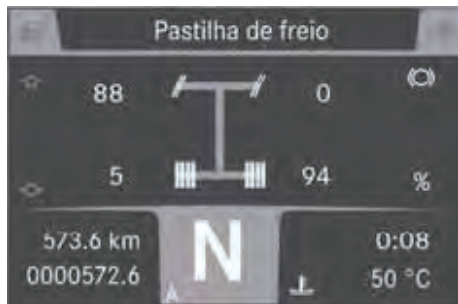 Pastilha de freio
88 0
5 94 %
573.6 km 0:08
N
0000572.6 50 °C
A